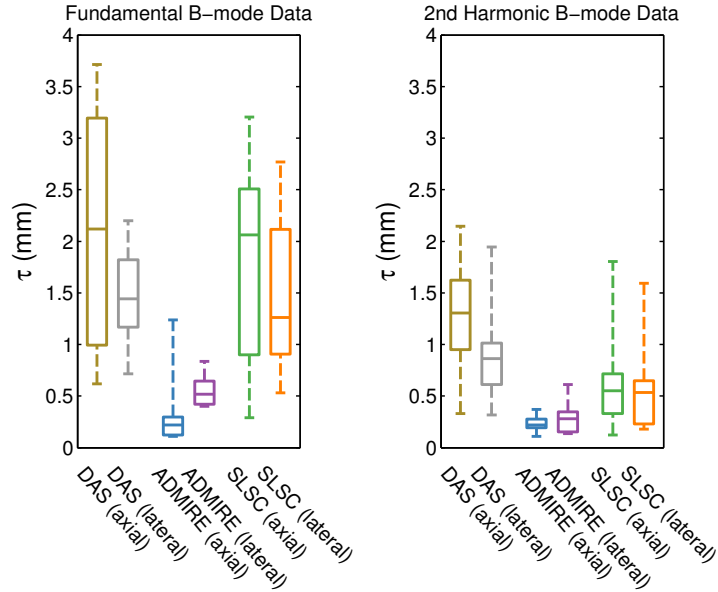 Fundamental B-mode Data
2nd Harmonic B-mode Data
4
3.5
3
2.5
2
1.5
1
0.5
0
τ (mm)
DAS (axial)
DAS (lateral)
ADMIRE (axial)
ADMIRE (lateral)
SLSC (axial)
SLSC (lateral)
4
3.5
3
2.5
2
1.5
1
0.5
0
τ (mm)
DAS (axial)
DAS (lateral)
ADMIRE (axial)
ADMIRE (lateral)
SLSC (axial)
SLSC (lateral)